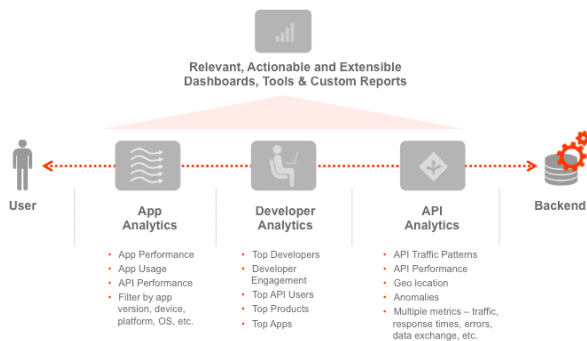 Relevant, Actionable and Extensible
Dashboards, Tools & Custom Reports
User
App
Analytics
Developer
Analytics
API
Analytics
Backend
• App Performance
• App Usage
• API Performance
• Filter by app
version, device,
platform, OS, etc.
• Top Developers
• Developer
Engagement
• Top API Users
• Top Products
• Top Apps
• API Traffic Patterns
• API Performance
• Geo location
• Anomalies
• Multiple metrics – traffic,
response times, errors,
data exchange, etc.